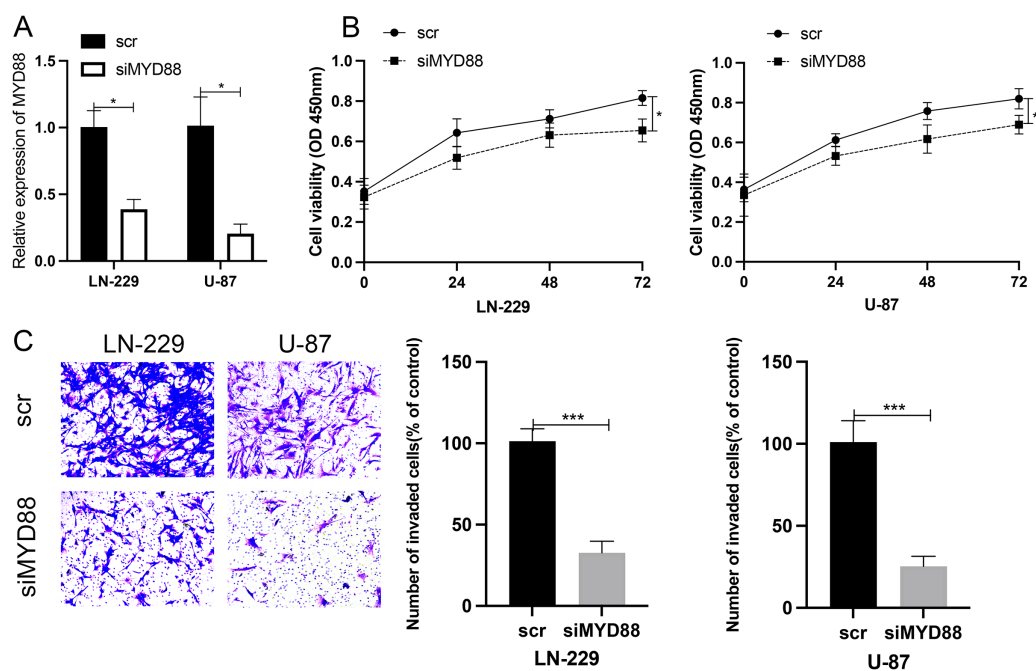 A
scr
siMYD88
Relative expression of MYD88
1.5
1.0
0.5
0.0
*
*
LN-229
U-87
B
scr
siMYD88
Cell viability (OD 450nm)
1.0
0.8
0.6
0.4
0.2
0.0
*
0
24
48
72
LN-229
scr
siMYD88
Cell viability (OD 450nm)
1.0
0.8
0.6
0.4
0.2
0.0
*
0
24
48
72
U-87
C
LN-229
U-87
scr
siMYD88
Number of invaded cells(% of control)
150
100
50
0
***
scr
siMYD88
LN-229
Number of invaded cells(% of control)
150
100
50
0
***
scr
siMYD88
U-87